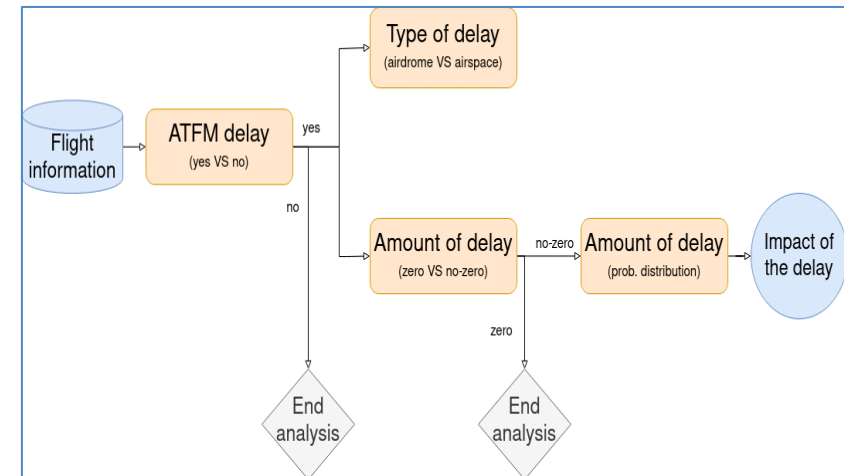 Type of delay
(airdrome VS airspace)
Flight
information
ATFM delay
(yes VS no)
yes
no
Amount of delay
(zero VS no-zero)
no-zero
Amount of delay
(prob. distribution)
Impact of
the delay
zero
End
analysis
End
analysis